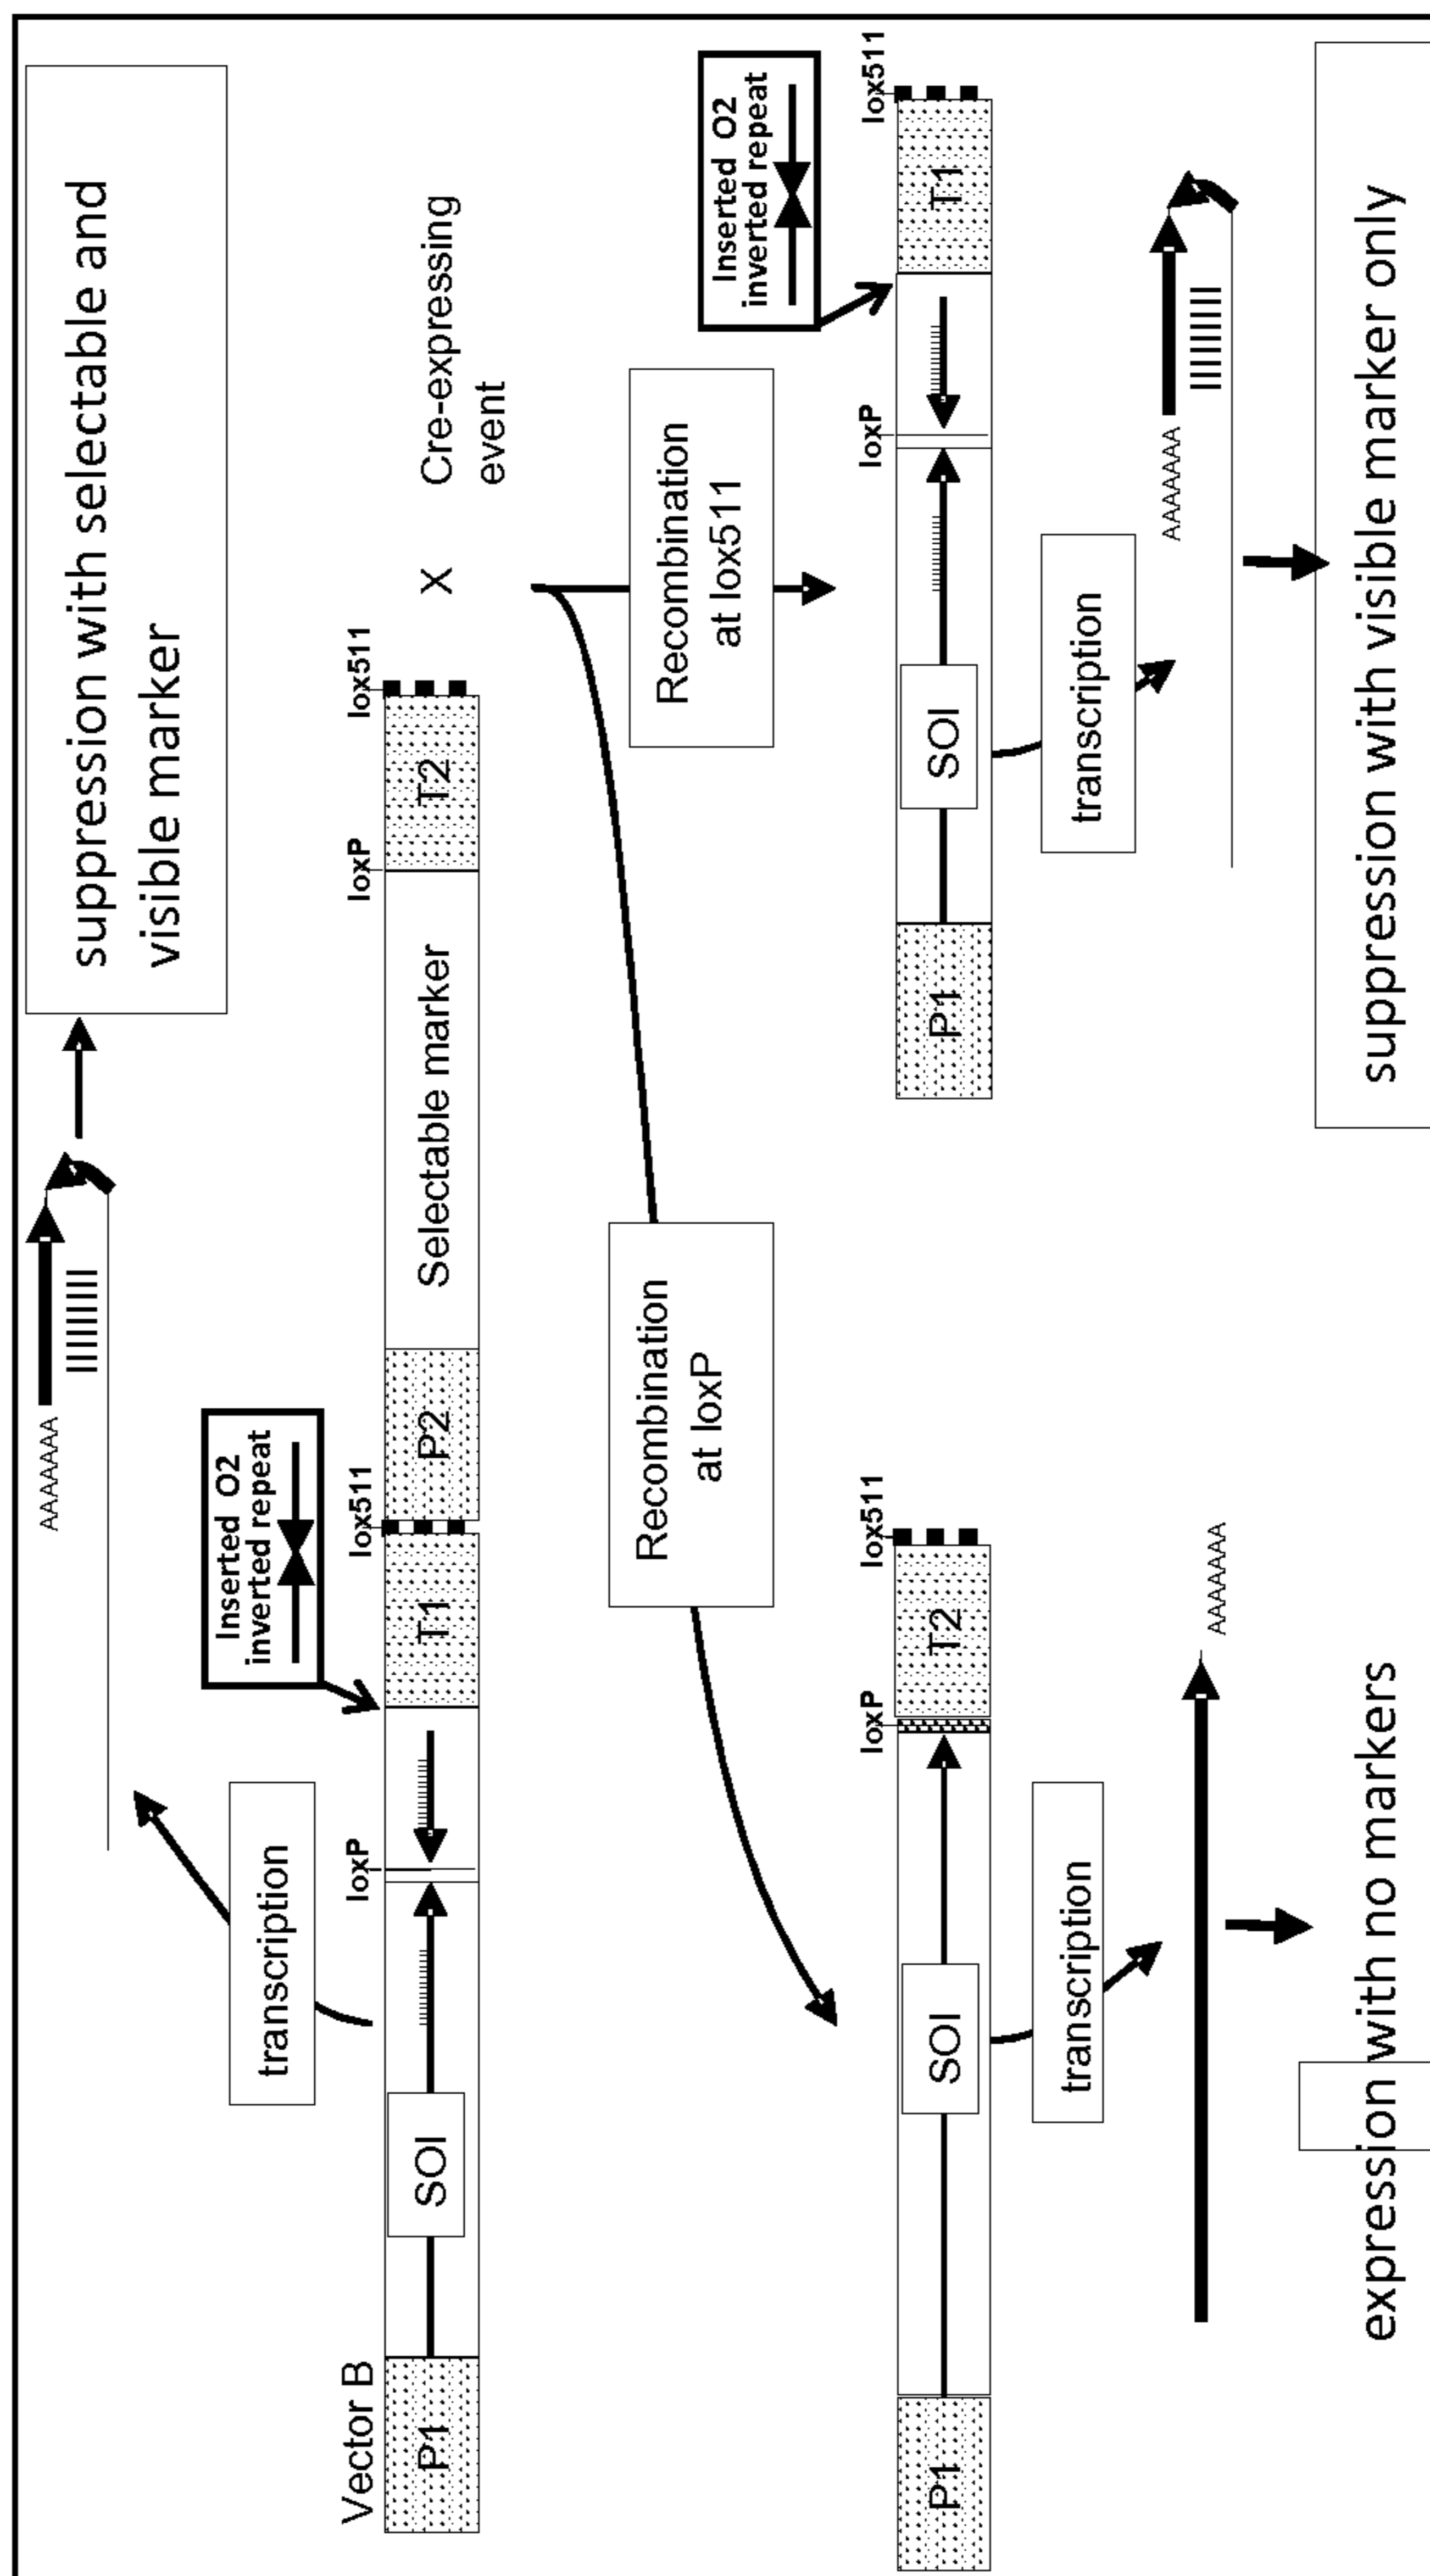 AAAAAAA
suppression with selectable and
visible marker
transcription
Inserted O2
inverted repeat
Vector B
loxP
lox511
loxP
lox511
P1
SOI
T1
P2
Selectable marker
T2
X
Cre-expressing
event
Recombination
at loxP
Recombination
at lox511
Inserted O2
inverted repeat
loxP
lox511
P1
SOI
T2
loxP
lox511
P1
SOI
T1
transcription
AAAAAAA
transcription
AAAAAAA
expression with no markers
suppression with visible marker only